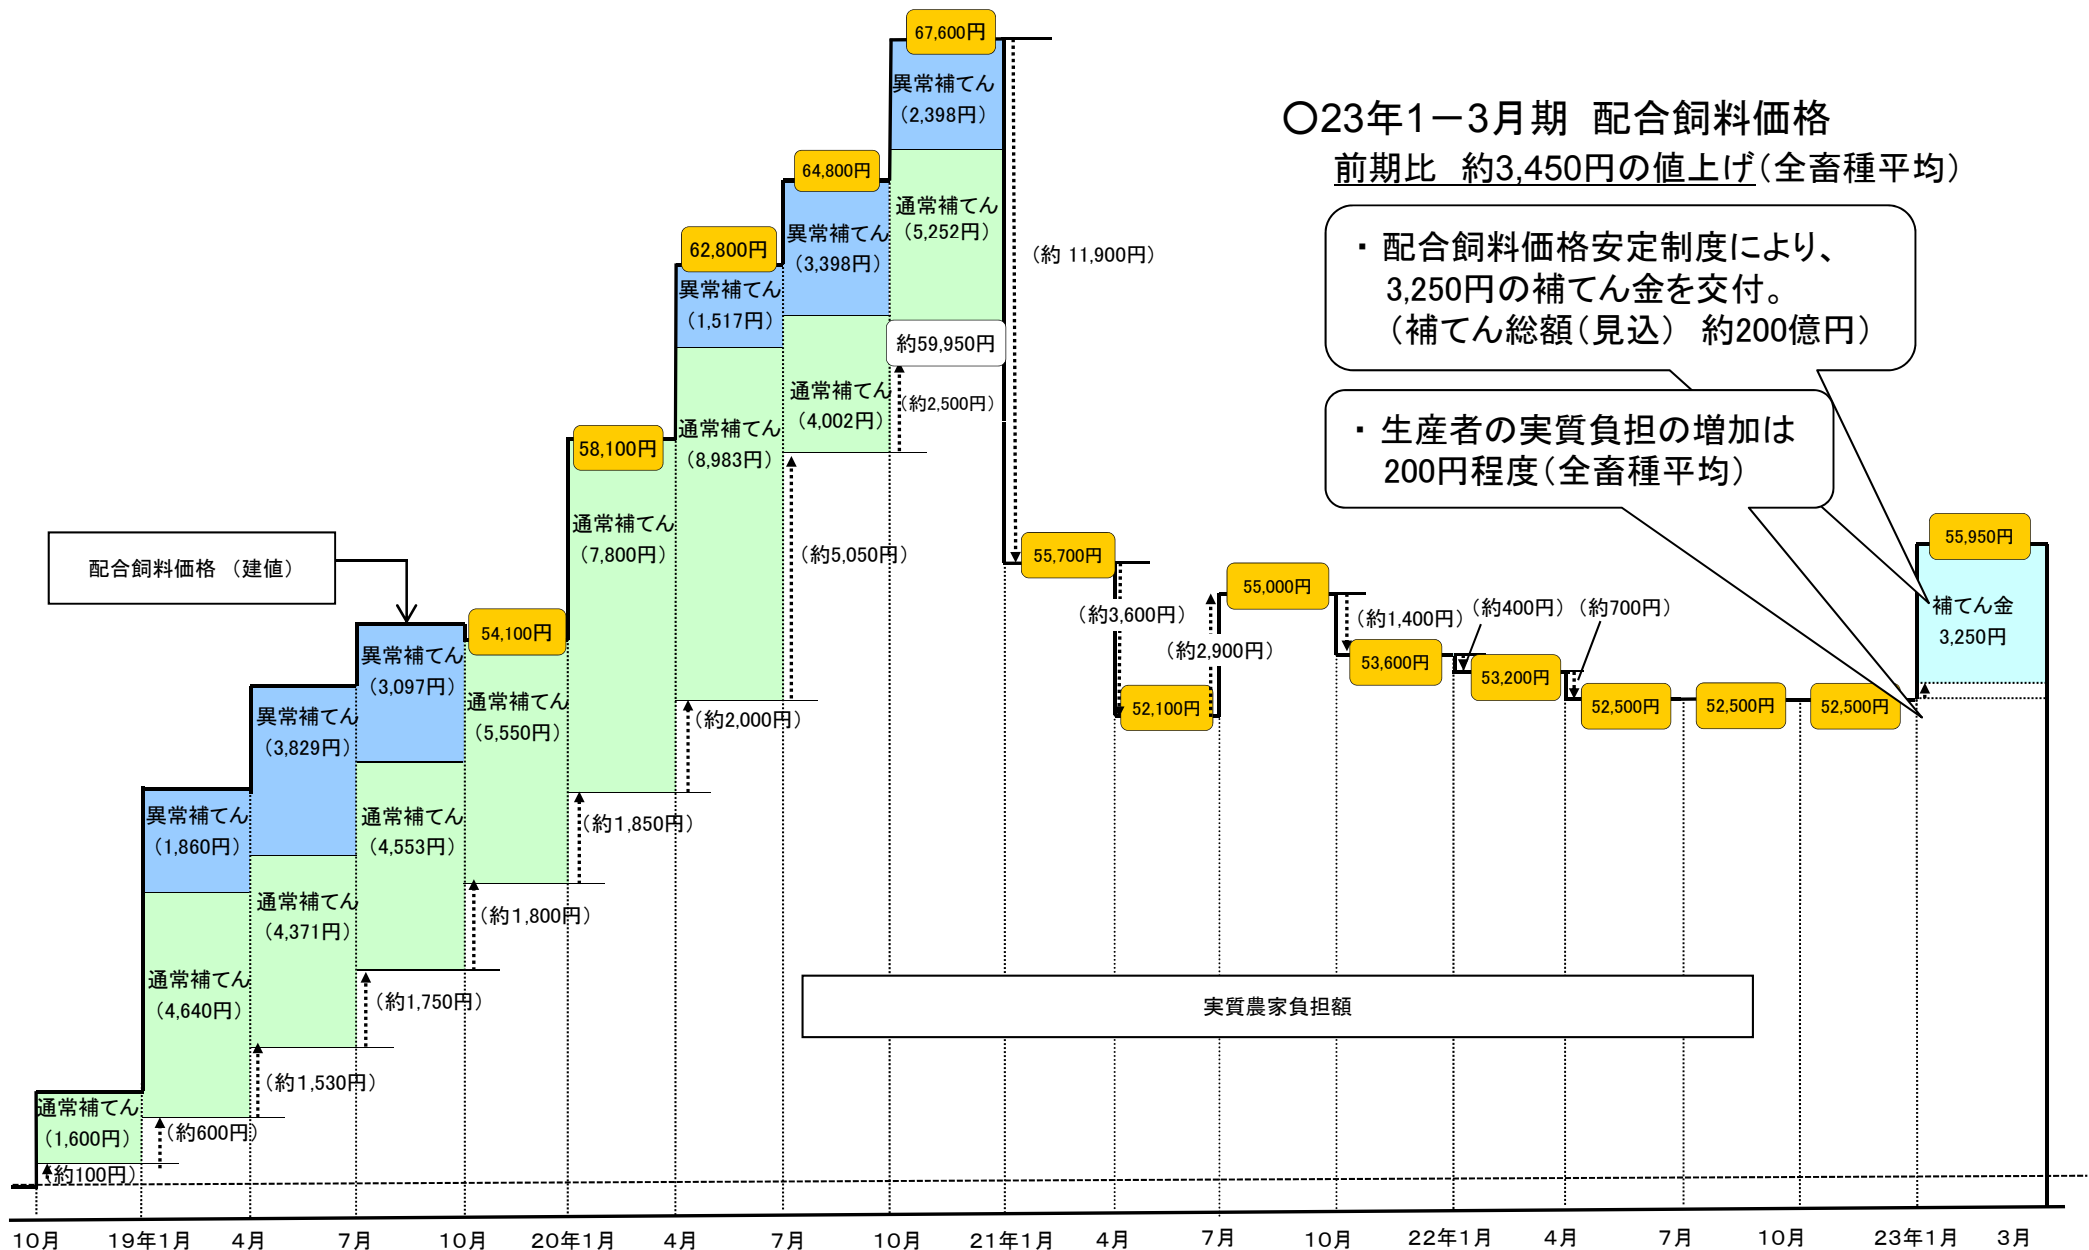 67,600円
異常補てん
（2,398円）
〇23年1－3月期 配合飼料価格
前期比 約3,450円の値上げ（全畜種平均）
64,800円
通常補てん
（5,252円）
・ 配合飼料価格安定制度により、
3,250円の補てん金を交付。
（補てん総額（見込） 約200億円）
62,800円
異常補てん
（3,398円）
（約 11,900円）
異常補てん
（1,517円）
約59,950円
通常補てん
（4,002円）
（約2,500円）
・ 生産者の実質負担の増加は
200円程度（全畜種平均）
58,100円
通常補てん
（8,983円）
通常補てん
（7,800円）
（約5,050円）
配合飼料価格 （建値）
55,700円
55,950円
54,100円
55,000円
（約3,600円）
（約1,400円）
（約400円）
（約700円）
補てん金
3,250円
異常補てん
（3,097円）
（約2,900円）
53,600円
53,200円
通常補てん
（5,550円）
（約2,000円）
52,100円
52,500円
52,500円
52,500円
異常補てん
（3,829円）
異常補てん
（1,860円）
通常補てん
（4,553円）
（約1,850円）
通常補てん
（4,371円）
（約1,800円）
通常補てん
（4,640円）
（約1,750円）
実質農家負担額
（約1,530円）
通常補てん
（1,600円）
（約600円）
（約100円）
10月 19年1月 4月 7月 10月 20年1月 4月 7月 10月 21年1月 4月 7月 10月 22年1月 4月 7月 10月 23年1月 3月